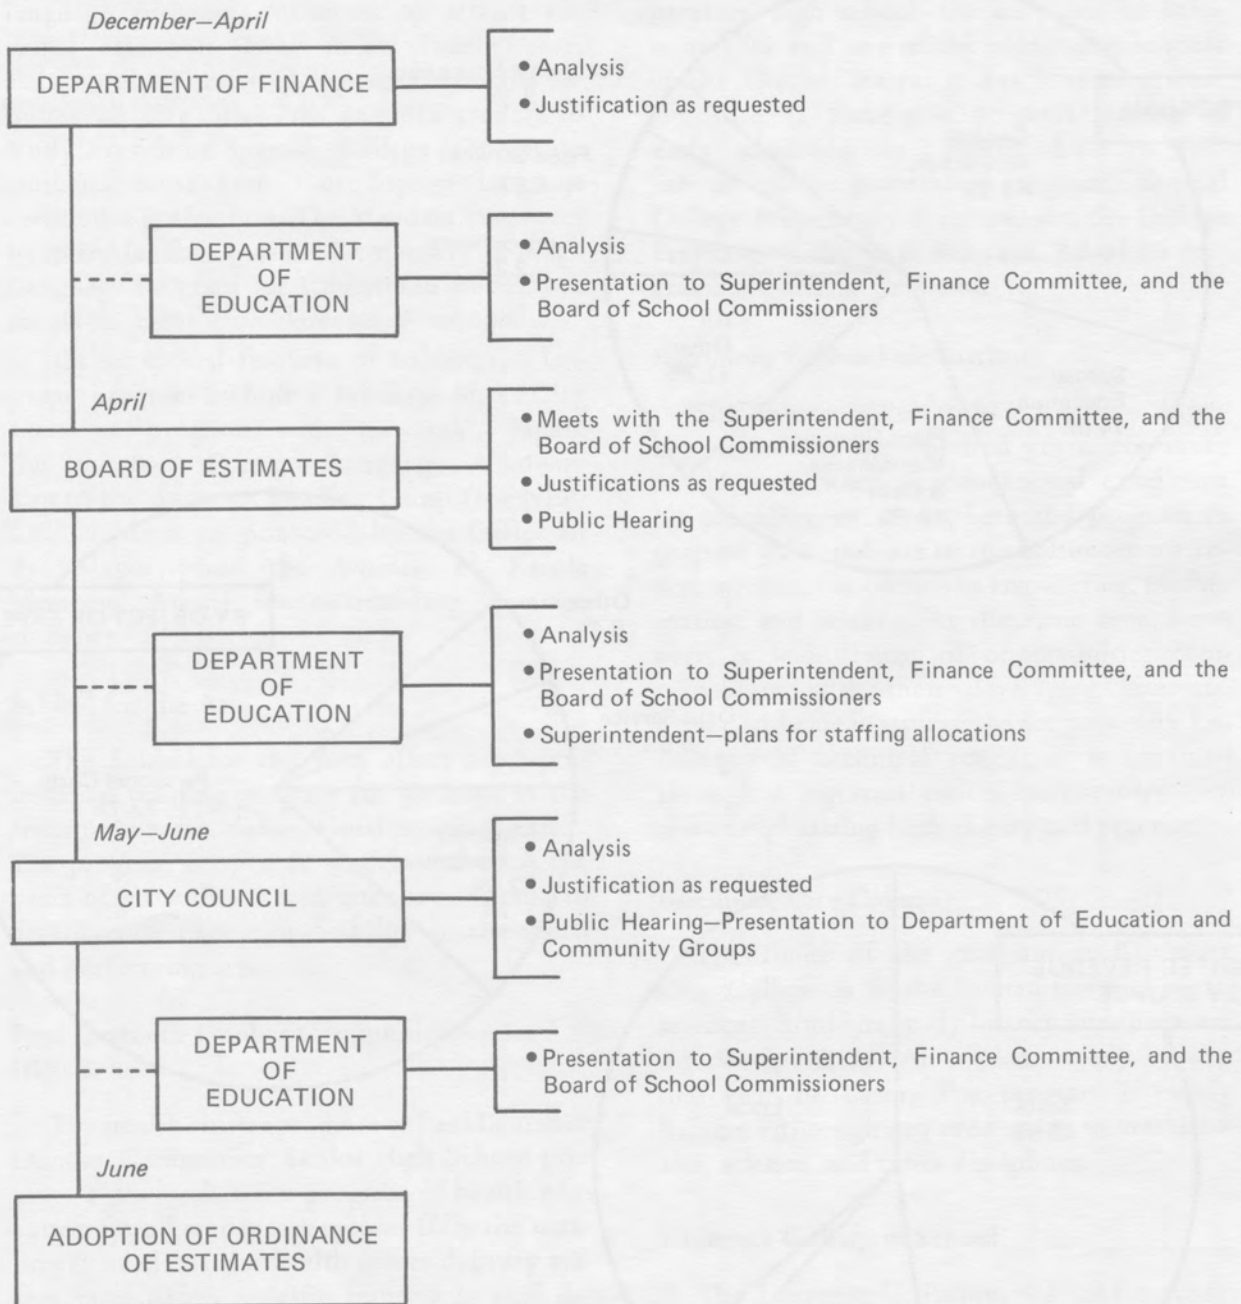 December—April
DEPARTMENT OF FINANCE
• Analysis
• Justification as requested
DEPARTMENT
OF
EDUCATION
• Analysis
• Presentation to Superintendent, Finance Committee, and the
Board of School Commissioners
April
BOARD OF ESTIMATES
• Meets with the Superintendent, Finance Committee, and the
Board of School Commissioners
• Justifications as requested
• Public Hearing
DEPARTMENT
OF
EDUCATION
• Analysis
• Presentation to Superintendent, Finance Committee, and the
Board of School Commissioners
• Superintendent—plans for staffing allocations
May—June
CITY COUNCIL
• Analysis
• Justification as requested
• Public Hearing—Presentation to Department of Education and
Community Groups
DEPARTMENT
OF
EDUCATION
• Presentation to Superintendent, Finance Committee, and the
Board of School Commissioners
June
ADOPTION OF ORDINANCE
OF ESTIMATES